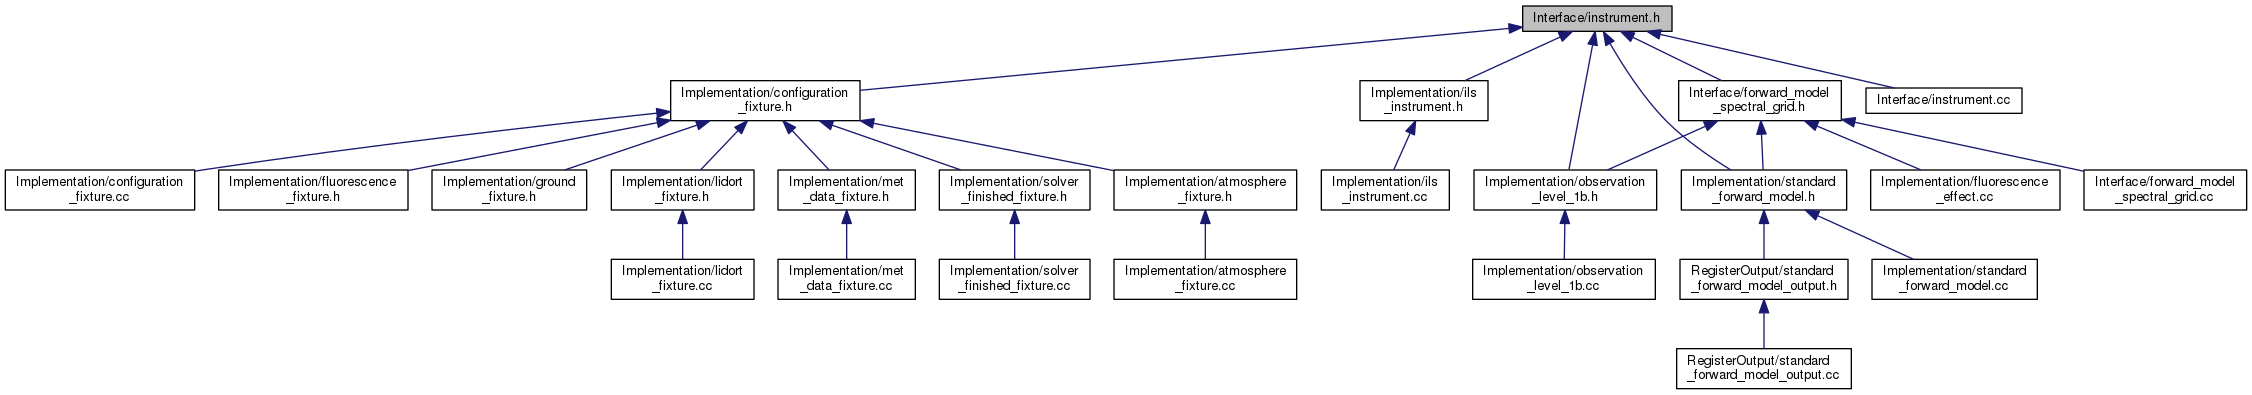 Interface/instrument.h
Implementation/configuration
_fixture.h
Implementation/ils
_instrument.h
Interface/forward_model
_spectral_grid.h
Interface/instrument.cc
Implementation/configuration
_fixture.cc
Implementation/fluorescence
_fixture.h
Implementation/ground
_fixture.h
Implementation/lidort
_fixture.h
Implementation/met
_data_fixture.h
Implementation/solver
_finished_fixture.h
Implementation/atmosphere
_fixture.h
Implementation/ils
_instrument.cc
Implementation/observation
_level_1b.h
Implementation/standard
_forward_model.h
Implementation/fluorescence
_effect.cc
Interface/forward_model
_spectral_grid.cc
Implementation/lidort
_fixture.cc
Implementation/met
_data_fixture.cc
Implementation/solver
_finished_fixture.cc
Implementation/atmosphere
_fixture.cc
Implementation/observation
_level_1b.cc
RegisterOutput/standard
_forward_model_output.h
Implementation/standard
_forward_model.cc
RegisterOutput/standard
_forward_model_output.cc